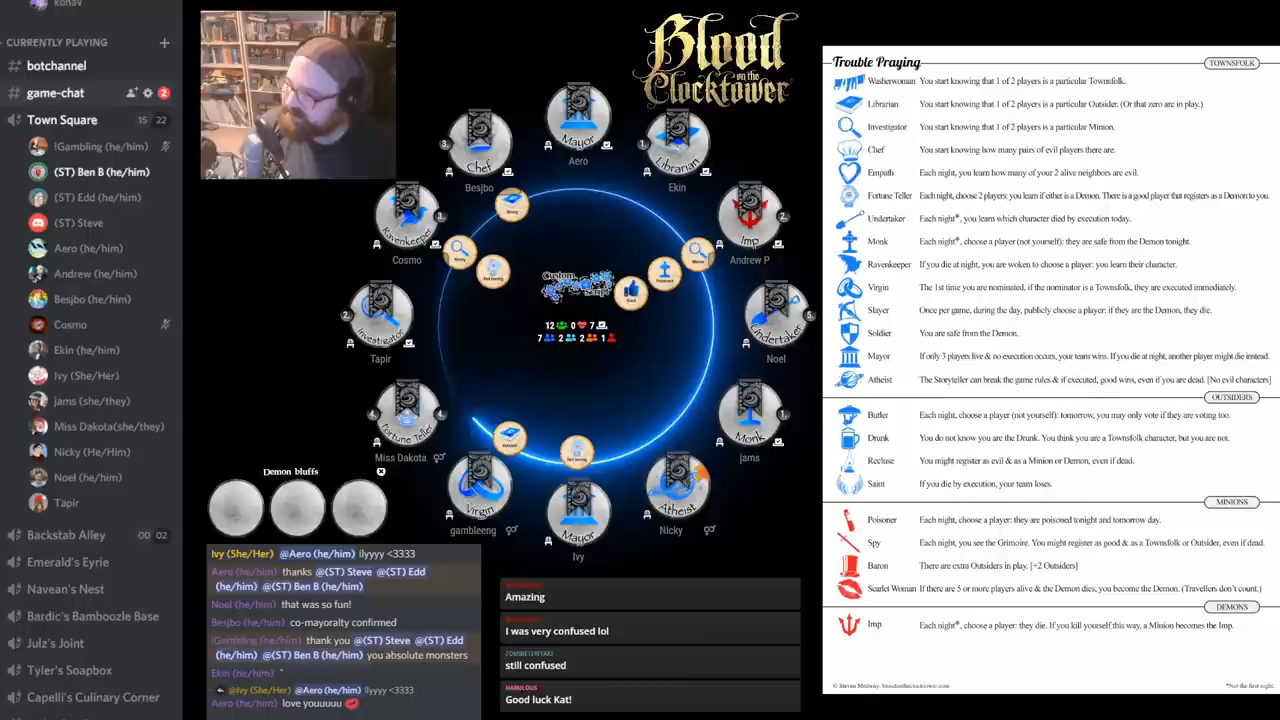 konav
CURRENTLY PLAYING
botchannel
game-chat
2
Town Square
15 22
!Gambling (he/him)
(ST) Ben B (he/him)
(ST) Edd (he/him)
(ST) Steve
Aero (he/him)
Andrew (he/him)
Besjbo (he/him)
Cosmo
Ekin (he/him)
Ivy (She/Her)
jams (she/they)
Miss Dakota(she/they)
Nicky (He/Him)
Noel (he/him)
Tapir
Backstab Alley
00 02
Emerald's Eyrie
Navean's Nest
Bardic's Bamboozle Base
Julz's Joint
Tyler's Soapbox
Capelli's Culinary Corner
Blood
on the
Clocktower
Mayor
Aero
Librarian
Ekin
Imp
Andrew P
Undertaker
Noel
Monk
jams
Atheist
Nicky
Mayor
Ivy
Virgin
gambleeng
Fortune Teller
Miss Dakota
Investigator
Tapir
Ravenkeeper
Cosmo
Chef
Besjbo
Custom
Script
12 0 7
7 2 2 1
Demon bluffs
Ivy (She/Her) @Aero (he/him) ilyyyy <3333
Aero (he/him) thanks @(ST) Steve @(ST) Edd
(he/him) @(ST) Ben B (he/him)
Noel (he/him) that was so fun!
Besjbo (he/him) co-mayoralty confirmed
!Gambling (he/him) thank you @(ST) Steve @(ST) Edd
(he/him) @(ST) Ben B (he/him) you absolute monsters
Ekin (he/him) ^
@Ivy (She/Her) @Aero (he/him) ilyyyy <3333
Aero (he/him) love youuuuu 💋
Amazing
I was very confused lol
still confused
Good luck Kat!
Trouble Praying
TOWNSFOLK
Washerwoman You start knowing that 1 of 2 players is a particular Townsfolk.
Librarian You start knowing that 1 of 2 players is a particular Outsider. (Or that zero are in play.)
Investigator You start knowing that 1 of 2 players is a particular Minion.
Chef You start knowing how many pairs of evil players there are.
Empath Each night, you learn how many of your 2 alive neighbors are evil.
Fortune Teller Each night, choose 2 players: you learn if either is a Demon. There is a good player that registers as a Demon to you.
Undertaker Each night*, you learn which character died by execution today.
Monk Each night*, choose a player (not yourself): they are safe from the Demon tonight.
Ravenkeeper If you die at night, you are woken to choose a player: you learn their character.
Virgin The 1st time you are nominated, if the nominator is a Townsfolk, they are executed immediately.
Slayer Once per game, during the day, publicly choose a player: if they are the Demon, they die.
Soldier You are safe from the Demon.
Mayor If only 3 players live & no execution occurs, your team wins. If you die at night, another player might die instead.
Atheist The Storyteller can break the game rules & if executed, good wins, even if you are dead. [No evil characters]
OUTSIDERS
Butler Each night, choose a player (not yourself): tomorrow, you may only vote if they are voting too.
Drunk You do not know you are the Drunk. You think you are a Townsfolk character, but you are not.
Recluse You might register as evil & as a Minion or Demon, even if dead.
Saint If you die by execution, your team loses.
MINIONS
Poisoner Each night, choose a player: they are poisoned tonight and tomorrow day.
Spy Each night, you see the Grimoire. You might register as good & as a Townsfolk or Outsider, even if dead.
Baron There are extra Outsiders in play. [+2 Outsiders]
Scarlet Woman If there are 5 or more players alive & the Demon dies, you become the Demon. (Travellers don't count.)
DEMONS
Imp Each night*, choose a player: they die. If you kill yourself this way, a Minion becomes the Imp.
© Steven Medway, bloodontheclocktower.com
*Not the first night.